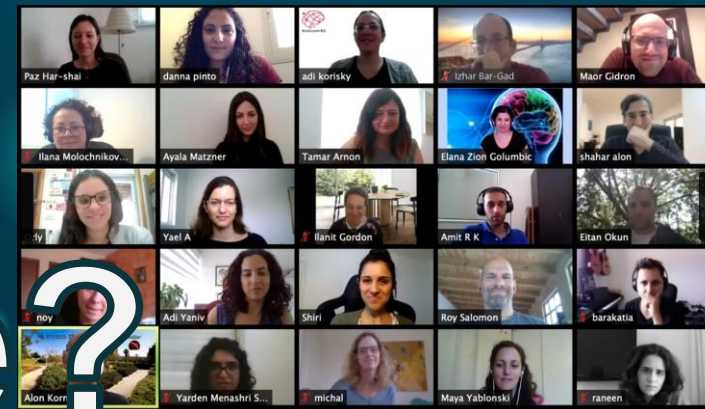 Paz Har-shai
danna pinto
adi korisky
Izhar Bar-Gad
Maor Gidron
Ilana Molochnikov...
Ayala Matzner
Tamar Arnon
Elana Zion Golumbic
shahar alon
Yael A
Ilanit Gordon
Amit R K
Eitan Okun
noy
Adi Yaniv
Shiri
Roy Salomon
barakatia
?
Alon
Yarden Menashri S...
michal
Maya Yablonski
raneen